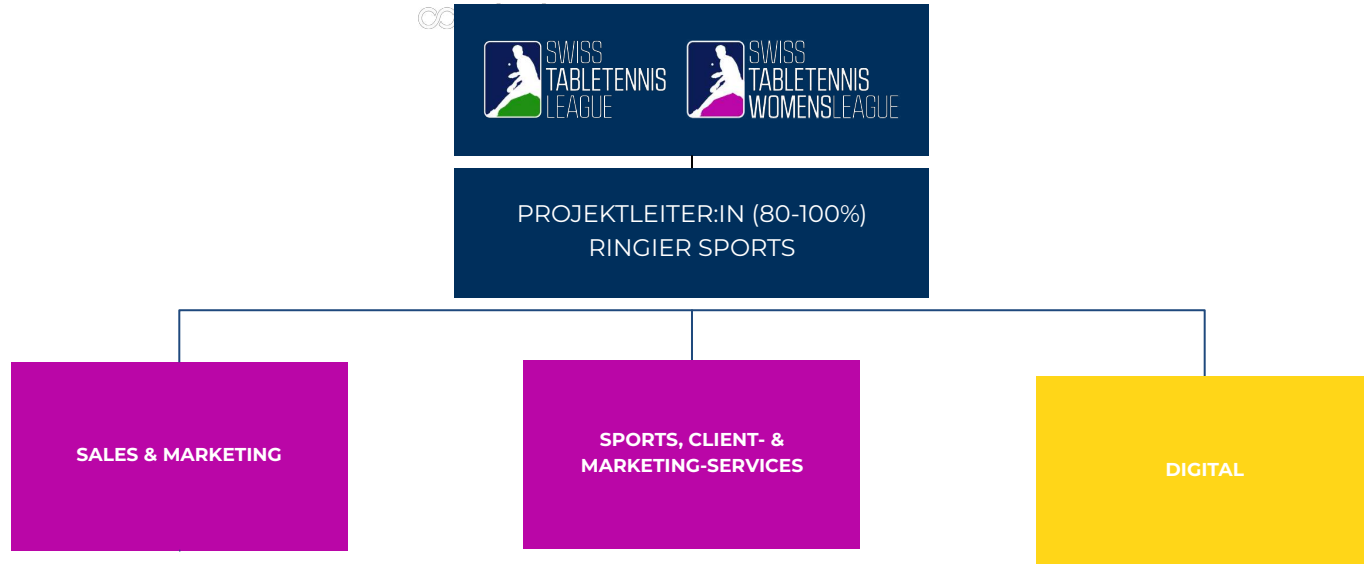 SWISS
TABLETENNIS
LEAGUE
SWISS
TABLETENNIS
WOMENSLEAGUE
PROJEKTLEITER:IN (80-100%)
RINGIER SPORTS
SALES & MARKETING
SPORTS, CLIENT- &
MARKETING-SERVICES
DIGITAL